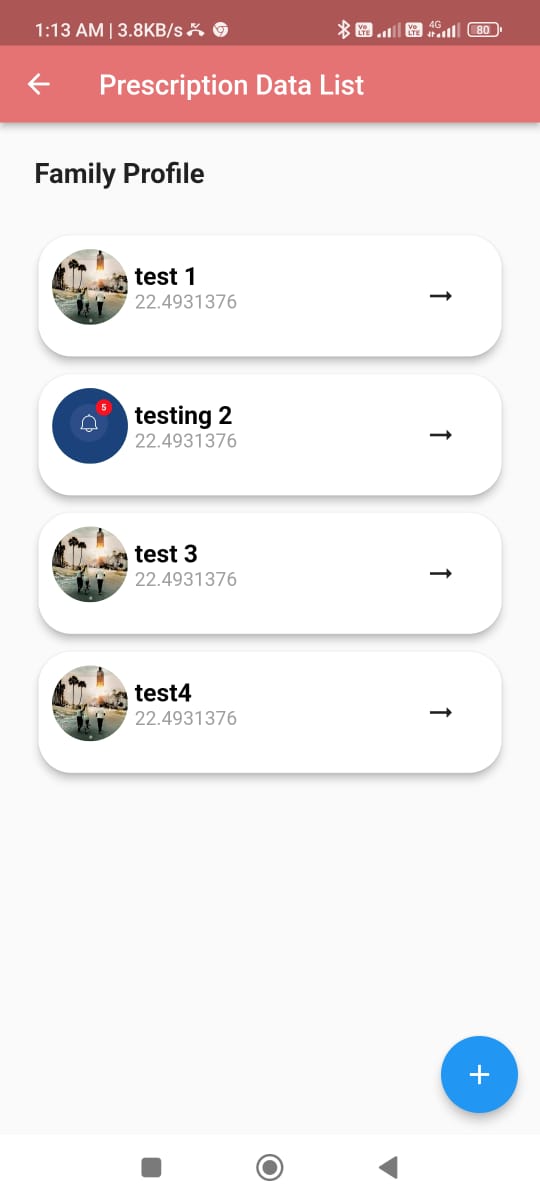 1:13 AM | 3.8KB/s
Vo LTE
Vo LTE
4G
80
Prescription Data List
Family Profile
test 1
22.4931376
5
testing 2
22.4931376
test 3
22.4931376
test4
22.4931376